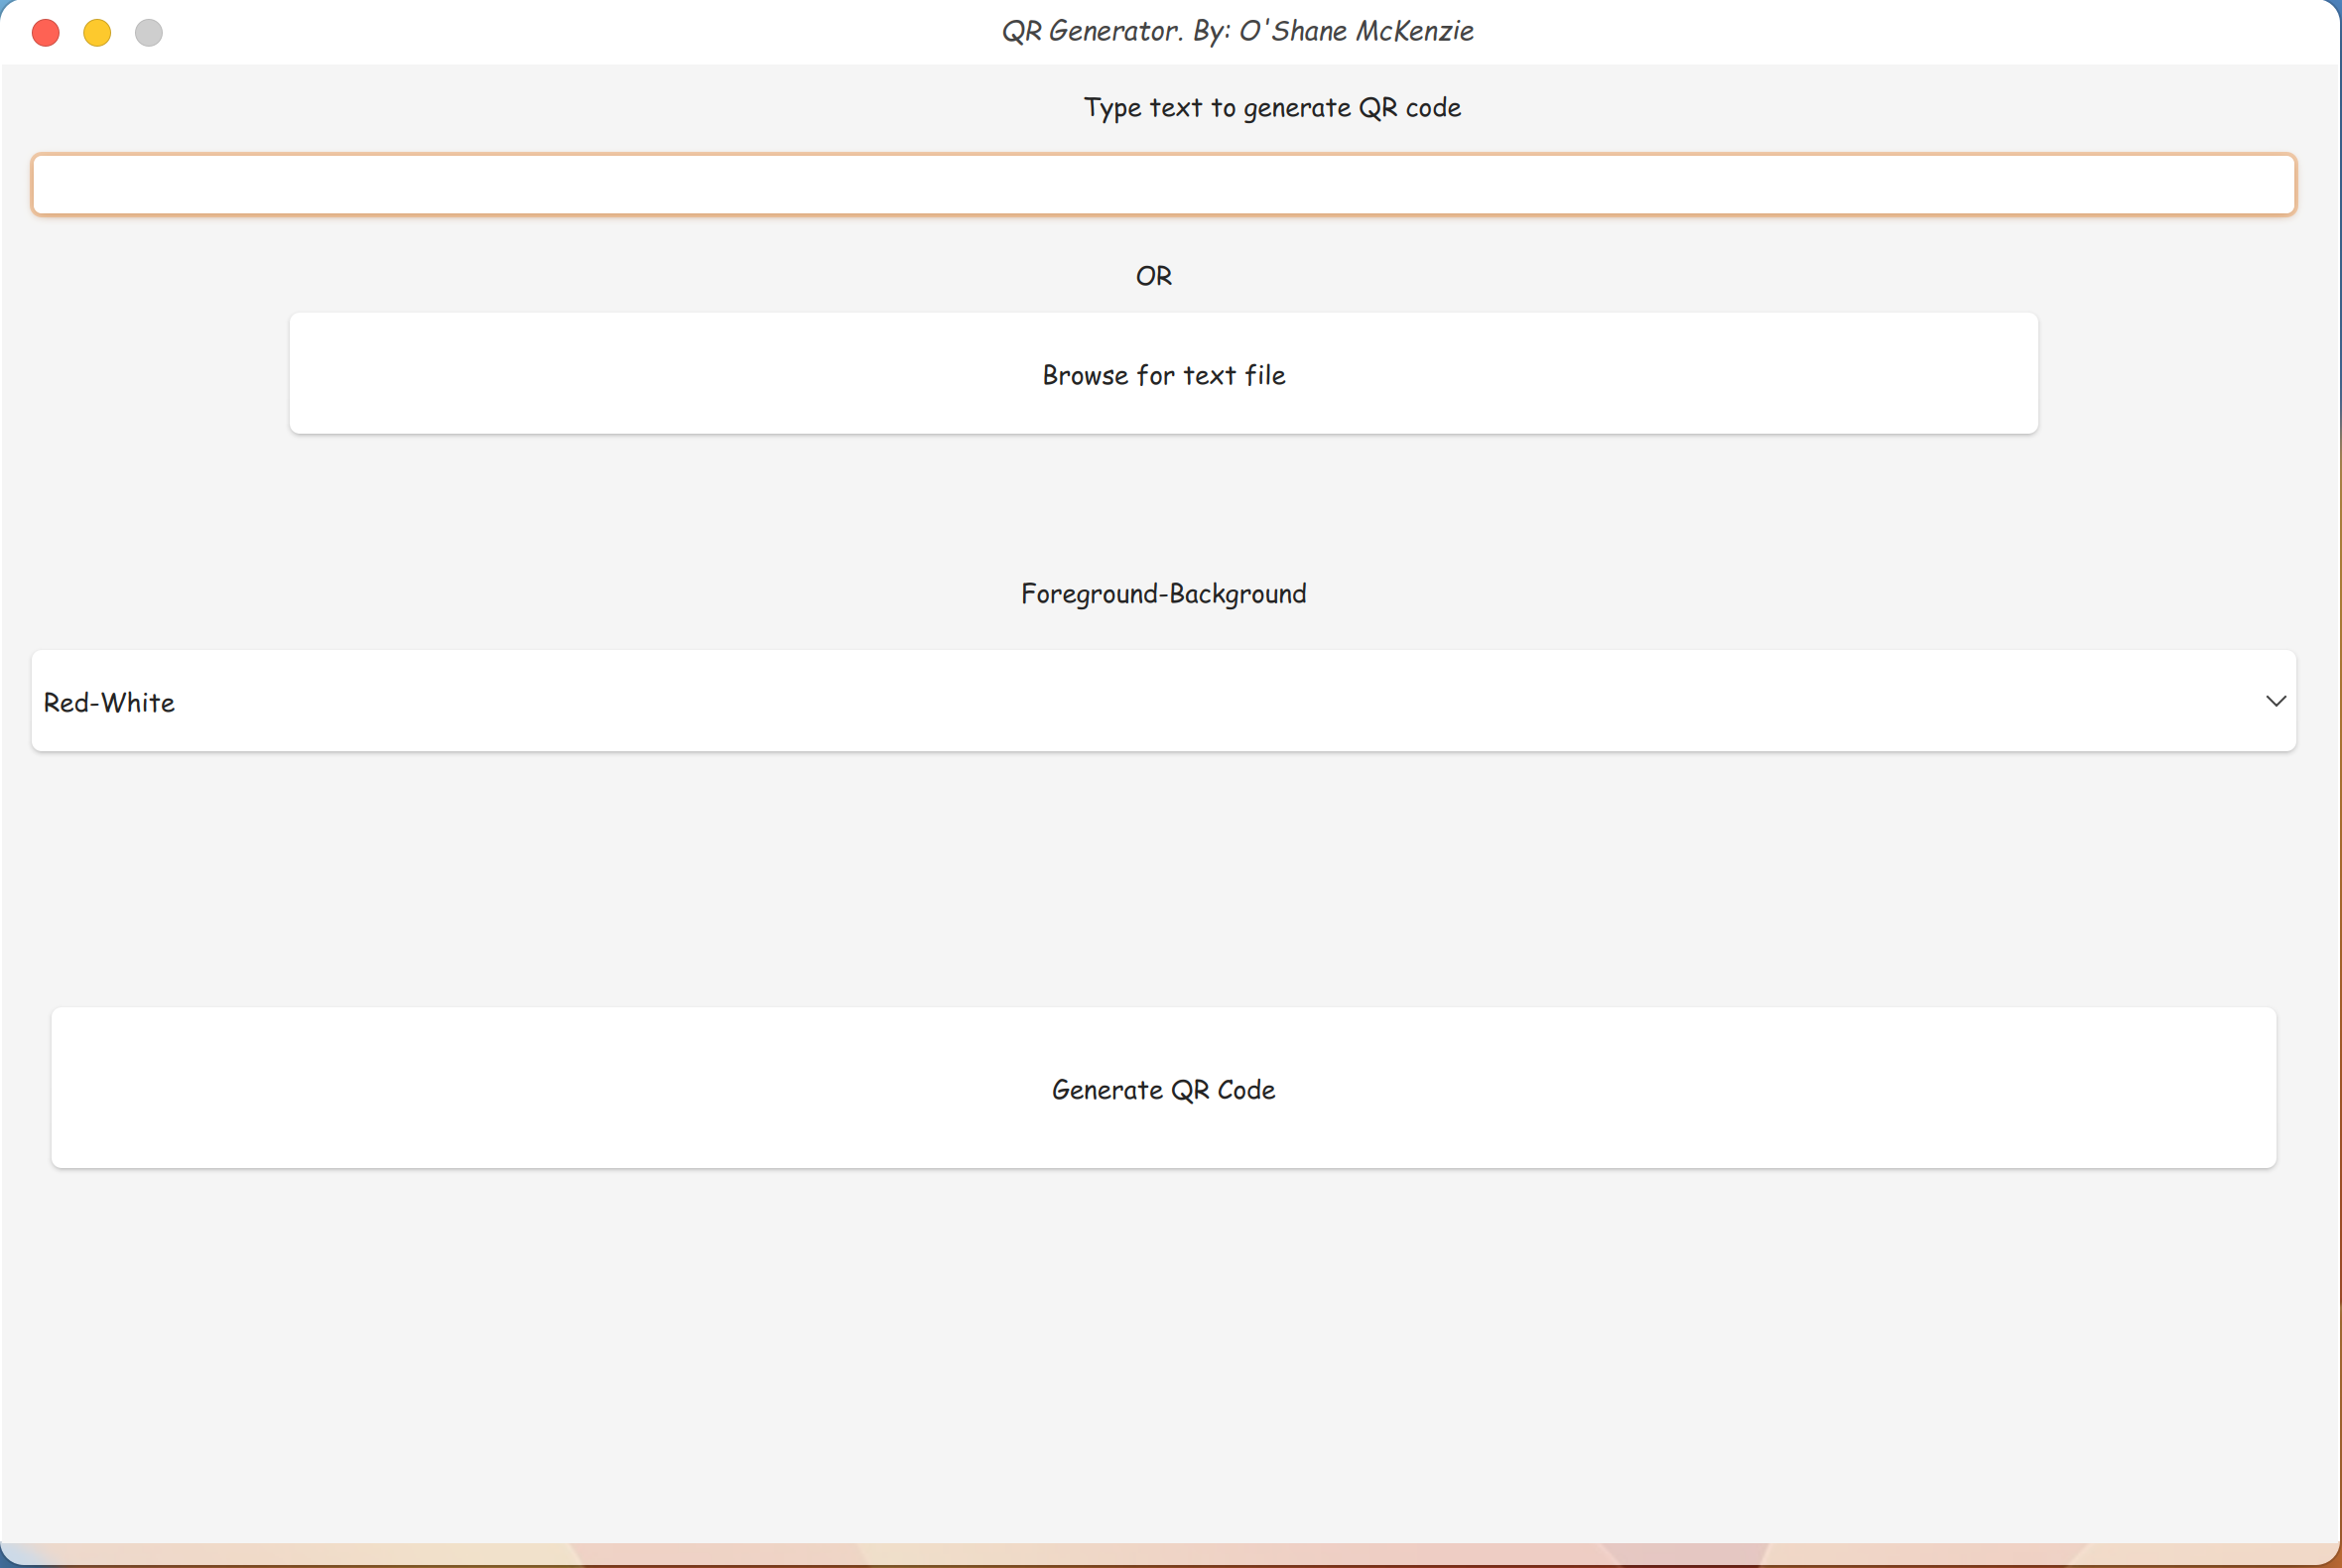 QR Generator. By: O'Shane McKenzie
Type text to generate QR code
OR
Browse for text file
Foreground-Background
Red-White
Generate QR Code